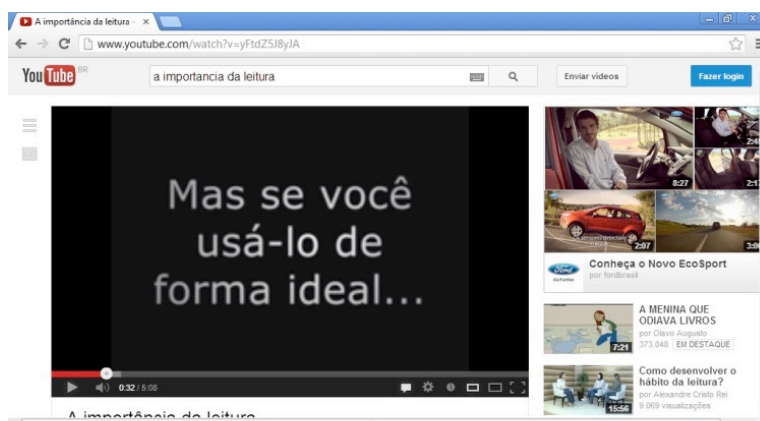 A importância da leitura -
www.youtube.com/watch?v=yFtdZ5J8yJA
You Tube BR
a importancia da leitura
Enviar vídeos
Fazer login
Mas se você
usá-lo de
forma ideal...
0:32 / 5:08
A importância da leitura
8:27
2:07
Conheça o Novo EcoSport
por fordbrasil
A MENINA QUE
ODIAVA LIVROS
por Olavo Augusto
373.048 EM DESTAQUE
7:21
Como desenvolver o
hábito da leitura?
por Alexandre Cristo Rei
9.069 visualizações
15:56